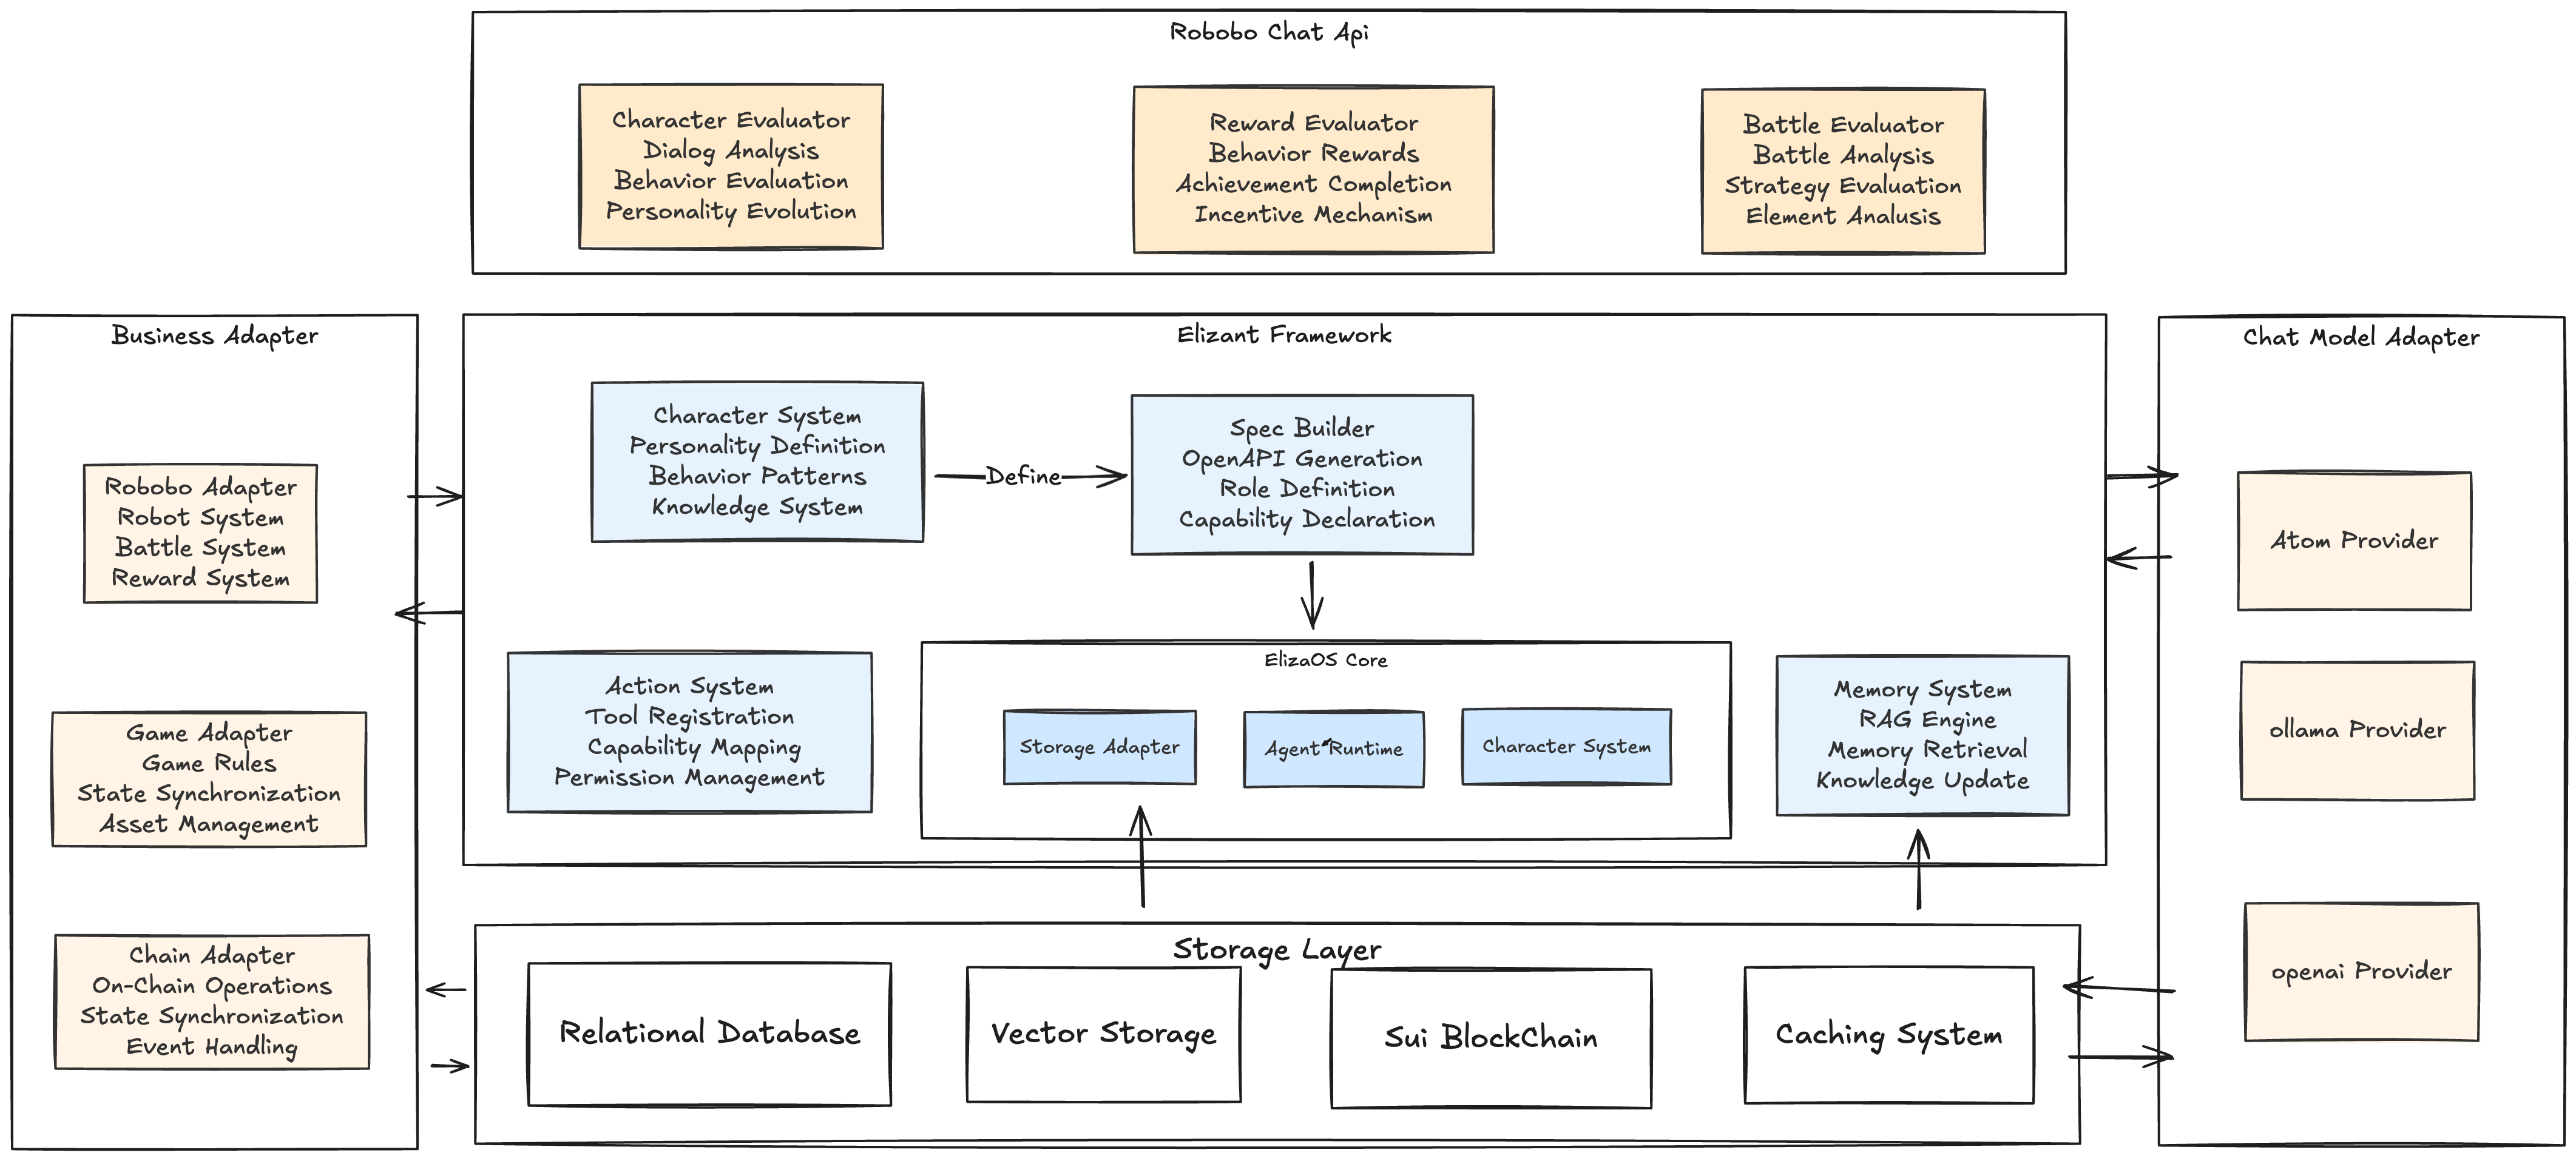 Robobo Chat Api
Character Evaluator
Dialog Analysis
Behavior Evaluation
Personality Evolution
Reward Evaluator
Behavior Rewards
Achievement Completion
Incentive Mechanism
Battle Evaluator
Battle Analysis
Strategy Evaluation
Element Analusis
Business Adapter
Robobo Adapter
Robot System
Battle System
Reward System
Game Adapter
Game Rules
State Synchronization
Asset Management
Chain Adapter
On-Chain Operations
State Synchronization
Event Handling
Elizant Framework
Character System
Personality Definition
Behavior Patterns
Knowledge System
Define
Spec Builder
OpenAPI Generation
Role Definition
Capability Declaration
Action System
Tool Registration
Capability Mapping
Permission Management
ElizaOS Core
Storage Adapter
Agent Runtime
Character System
Memory System
RAG Engine
Memory Retrieval
Knowledge Update
Storage Layer
Relational Database
Vector Storage
Sui BlockChain
Caching System
Chat Model Adapter
Atom Provider
ollama Provider
openai Provider